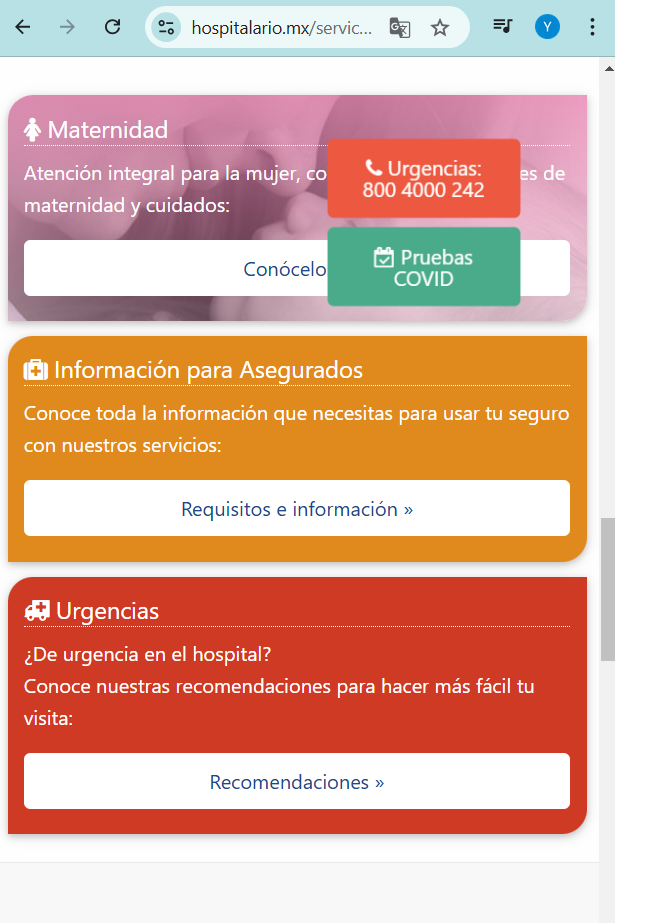 hospitalario.mx/servic...
Y
Maternidad
Atención integral para la mujer, co
es de
maternidad y cuidados:
Conócelo
Urgencias:
800 4000 242
Pruebas
COVID
Información para Asegurados
Conoce toda la información que necesitas para usar tu seguro
con nuestros servicios:
Requisitos e información »
Urgencias
¿De urgencia en el hospital?
Conoce nuestras recomendaciones para hacer más fácil tu
visita:
Recomendaciones »